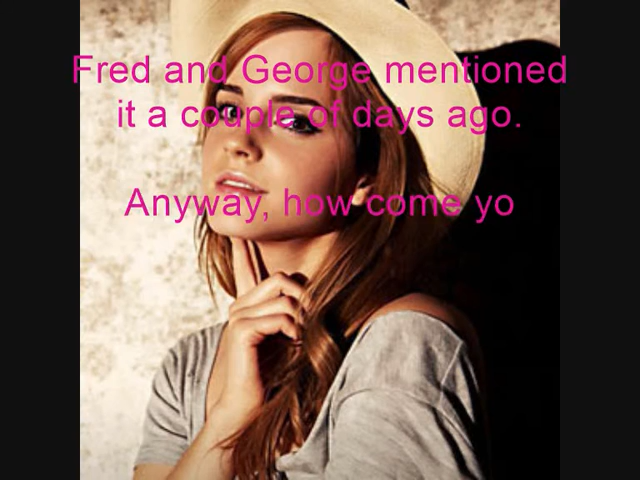 Fred and George mentioned
it a couple of days ago.
Anyway, how come yo